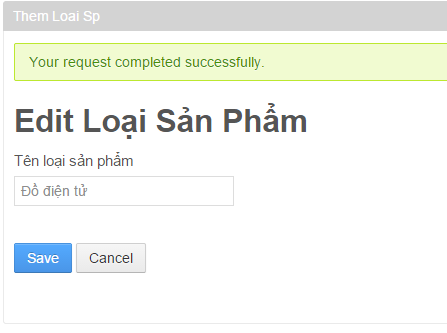 Them Loai Sp
Your request completed successfully.
Edit Loại Sản Phẩm
Tên loại sản phẩm
Đồ điện tử
Save
Cancel